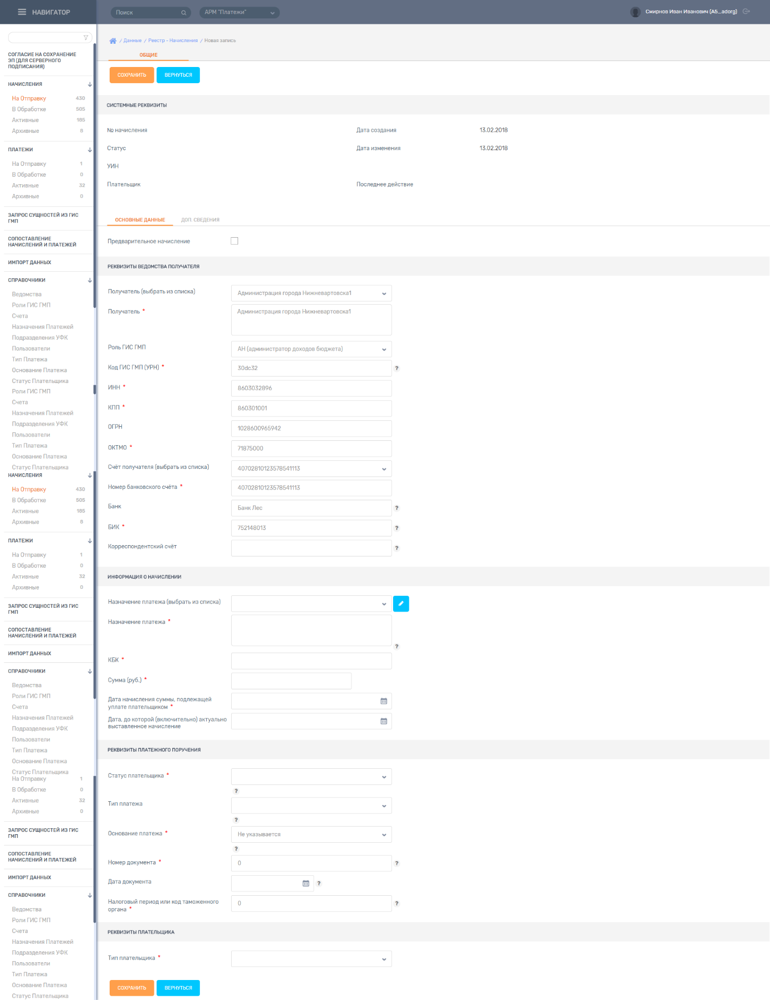 НАВИГАТОР
Поиск
АРМ "Платежи"
Смирнов Иван Иванович (A5_adorg)
СОГЛАСИЕ НА СОХРАНЕНИЕ
ЭП (ДЛЯ СЕРВЕРНОГО
ПОДПИСАНИЯ)
НАЧИСЛЕНИЯ
На Отправку 430
В Обработке 505
Активные 185
Архивные 8
ПЛАТЕЖИ
На Отправку 1
В Обработке 0
Активные 32
Архивные 0
ЗАПРОС СУЩНОСТЕЙ ИЗ ГИС
ГМП
СОПОСТАВЛЕНИЕ
НАЧИСЛЕНИЙ И ПЛАТЕЖЕЙ
ИМПОРТ ДАННЫХ
СПРАВОЧНИКИ
Ведомства
Роли ГИС ГМП
Счета
Назначения Платежей
Подразделения УФК
Пользователи
Тип Платежа
Основание Платежа
Статус Плательщика
Роли ГИС ГМП
Счета
Назначения Платежей
Подразделения УФК
Пользователи
Тип Платежа
Основание Платежа
Статус Плательщика
НАЧИСЛЕНИЯ
На Отправку 430
В Обработке 505
Активные 185
Архивные 8
ПЛАТЕЖИ
На Отправку 1
В Обработке 0
Активные 32
Архивные 0
ЗАПРОС СУЩНОСТЕЙ ИЗ ГИС
ГМП
СОПОСТАВЛЕНИЕ
НАЧИСЛЕНИЙ И ПЛАТЕЖЕЙ
ИМПОРТ ДАННЫХ
СПРАВОЧНИКИ
Ведомства
Роли ГИС ГМП
Счета
Назначения Платежей
Подразделения УФК
Пользователи
Тип Платежа
Основание Платежа
Статус Плательщика
На Отправку 1
В Обработке 0
Активные 32
Архивные 0
ЗАПРОС СУЩНОСТЕЙ ИЗ ГИС
ГМП
СОПОСТАВЛЕНИЕ
НАЧИСЛЕНИЙ И ПЛАТЕЖЕЙ
ИМПОРТ ДАННЫХ
СПРАВОЧНИКИ
Ведомства
Роли ГИС ГМП
Счета
Назначения Платежей
Подразделения УФК
Пользователи
Тип Платежа
Основание Платежа
Статус Плательщика
/ Данные / Реестр - Начисления / Новая запись
ОБЩИЕ
СОХРАНИТЬ ВЕРНУТЬСЯ
СИСТЕМНЫЕ РЕКВИЗИТЫ
№ начисления Дата создания 13.02.2018
Статус Дата изменения 13.02.2018
УИН
Плательщик Последнее действие
ОСНОВНЫЕ ДАННЫЕ ДОП. СВЕДЕНИЯ
Предварительное начисление
РЕКВИЗИТЫ ВЕДОМСТВА ПОЛУЧАТЕЛЯ
Получатель (выбрать из списка) Администрация города Нижневартовска1
Получатель * Администрация города Нижневартовска1
Роль ГИС ГМП АН (администратор доходов бюджета)
Код ГИС ГМП (УРН) * 30dc32 ?
ИНН * 8603032896
КПП * 860301001
ОГРН 1028600965942
ОКТМО * 71875000
Счёт получателя (выбрать из списка) 40702810123578541113
Номер банковского счёта * 40702810123578541113
Банк Банк Лес ?
БИК * 752148013 ?
Корреспондентский счёт ?
ИНФОРМАЦИЯ О НАЧИСЛЕНИИ
Назначение платежа (выбрать из списка)
Назначение платежа *
?
КБК *
Сумма (руб.) *
Дата начисления суммы, подлежащей
уплате плательщиком *
Дата, до которой (включительно) актуально
выставленное начисление
РЕКВИЗИТЫ ПЛАТЕЖНОГО ПОРУЧЕНИЯ
Статус плательщика *
?
Тип платежа
?
Основание платежа * Не указывается
?
Номер документа * 0 ?
Дата документа ?
Налоговый период или код таможенного
органа * 0 ?
РЕКВИЗИТЫ ПЛАТЕЛЬЩИКА
Тип плательщика *
СОХРАНИТЬ ВЕРНУТЬСЯ